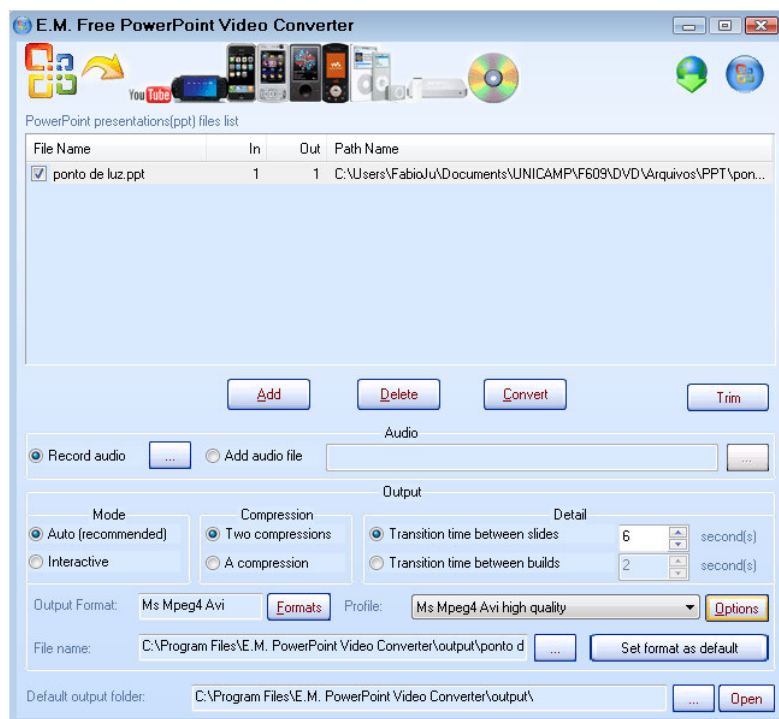 E.M. Free PowerPoint Video Converter
You Tube
PowerPoint presentations(ppt) files list
File Name In Out Path Name
ponto de luz.ppt 1 1 C:\Users\FabioJu\Documents\UNICAMP\F609\DVD\Arquivos\PPT\pon...
Add Delete Convert Trim
Audio
Record audio ... Add audio file ...
Output
Mode Compression Detail
Auto (recommended) Two compressions Transition time between slides 6 second(s)
Interactive A compression Transition time between builds 2 second(s)
Output Format: Ms Mpeg4 Avi Formats Profile: Ms Mpeg4 Avi high quality Options
File name: C:\Program Files\E.M. PowerPoint Video Converter\output\ponto d ... Set format as default
Default output folder: C:\Program Files\E.M. PowerPoint Video Converter\output\ ... Open